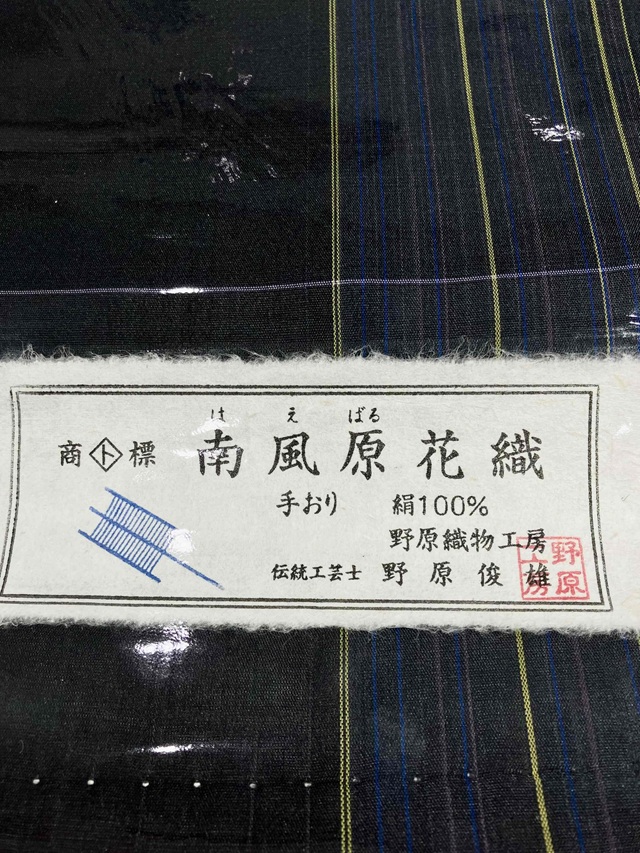 はえばる
商ト標 南風原花織
手おり 絹100%
野原織物工房
伝統工芸士 野原俊雄
野原
工房